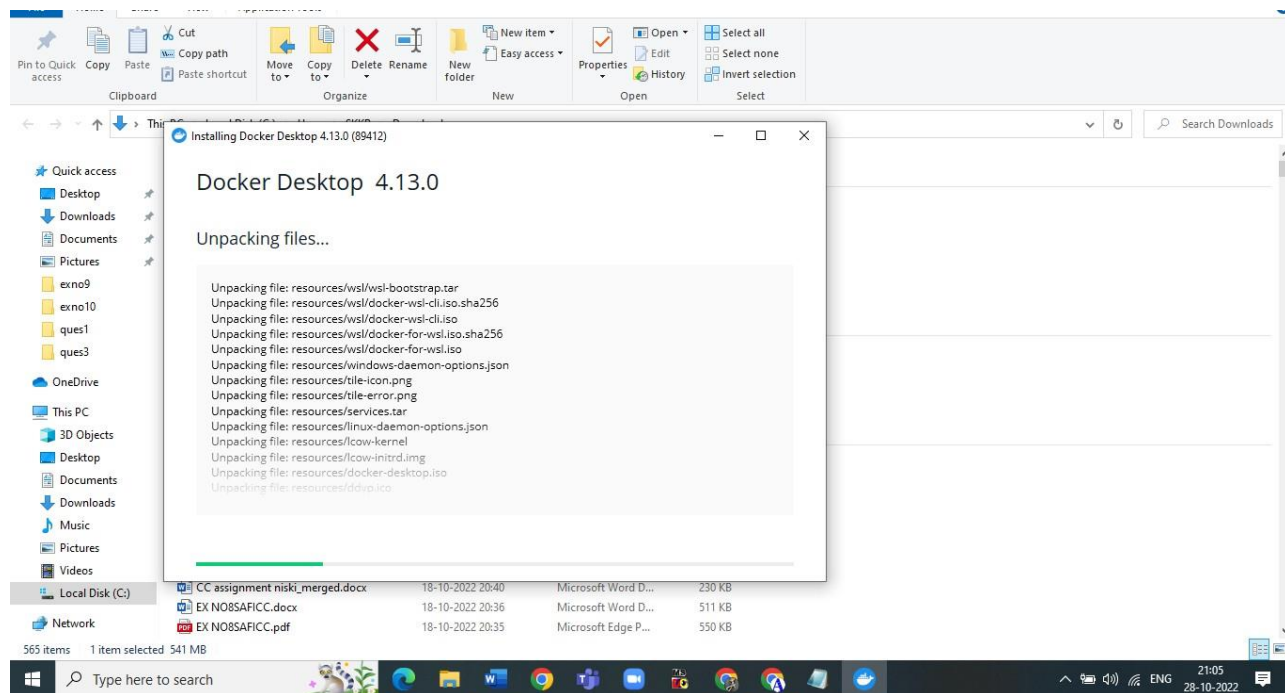 Cut
Copy path
Paste shortcut
Pin to Quick access
Copy
Paste
Clipboard
Move to
Copy to
Delete
Rename
Organize
New folder
New item
Easy access
New
Properties
Open
Edit
History
Open
Select all
Select none
Invert selection
Select
Search Downloads
Installing Docker Desktop 4.13.0 (89412)
Docker Desktop 4.13.0
Unpacking files...
Unpacking file: resources/wsl/wsl-bootstrap.tar
Unpacking file: resources/wsl/docker-wsl-cli.iso.sha256
Unpacking file: resources/wsl/docker-wsl-cli.iso
Unpacking file: resources/wsl/docker-for-wsl.iso.sha256
Unpacking file: resources/wsl/docker-for-wsl.iso
Unpacking file: resources/windows-daemon-options.json
Unpacking file: resources/tile-icon.png
Unpacking file: resources/tile-error.png
Unpacking file: resources/services.tar
Unpacking file: resources/linux-daemon-options.json
Unpacking file: resources/lcow-kernel
Unpacking file: resources/lcow-initrd.img
Unpacking file: resources/docker-desktop.iso
Unpacking file: resources/ddvp.ico
Quick access
Desktop
Downloads
Documents
Pictures
exno9
exno10
ques1
ques3
OneDrive
This PC
3D Objects
Desktop
Documents
Downloads
Music
Pictures
Videos
Local Disk (C:)
Network
CC assignment niski_merged.docx 18-10-2022 20:40 Microsoft Word D... 230 KB
EX NO8SAFICC.docx 18-10-2022 20:36 Microsoft Word D... 511 KB
EX NO8SAFICC.pdf 18-10-2022 20:35 Microsoft Edge P... 550 KB
565 items 1 item selected 541 MB
Type here to search
ENG
21:05
28-10-2022